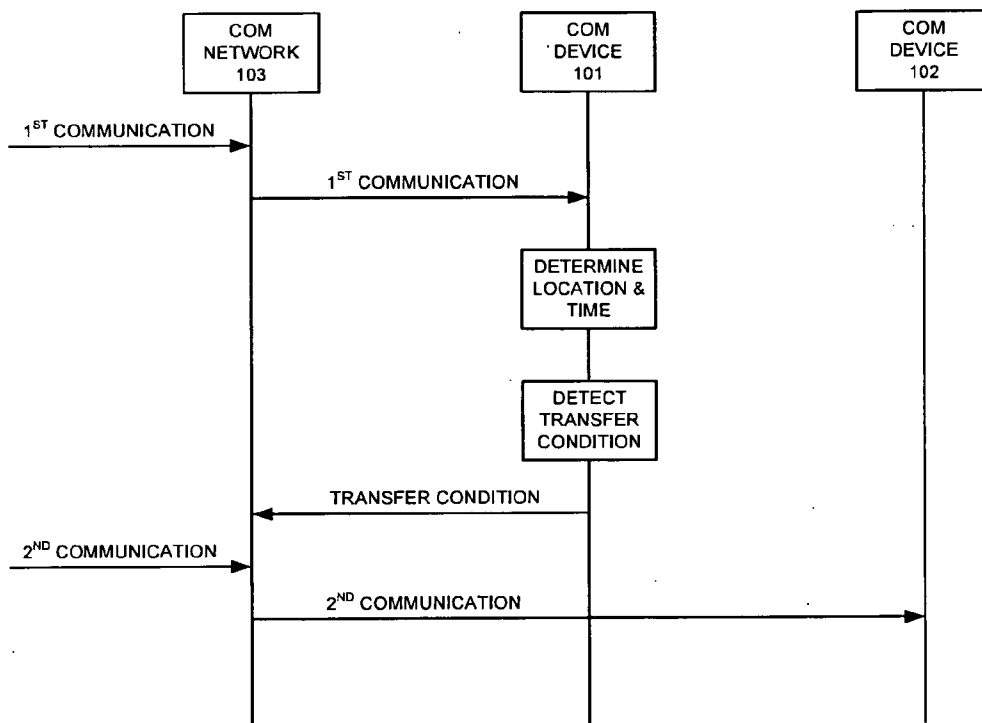 COM
NETWORK
103
COM
DEVICE
101
COM
DEVICE
102
1ST COMMUNICATION
1ST COMMUNICATION
DETERMINE
LOCATION &
TIME
DETECT
TRANSFER
CONDITION
TRANSFER CONDITION
2ND COMMUNICATION
2ND COMMUNICATION